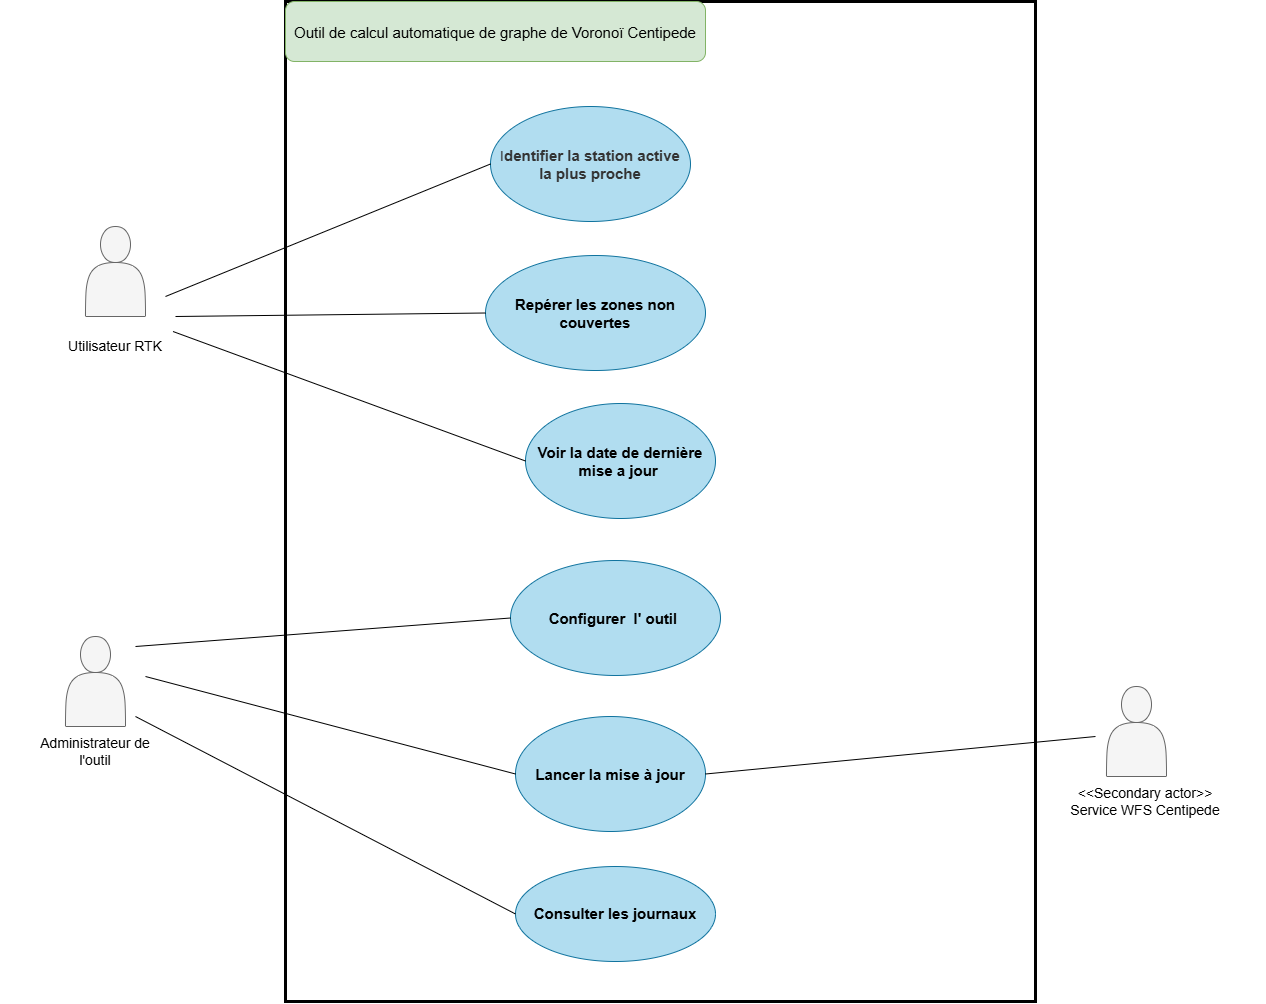 Outil de calcul automatique de graphe de Voronoï Centipede
Identifier la station active
la plus proche
Repérer les zones non
couvertes
Utilisateur RTK
Voir la date de dernière
mise a jour
Configurer  l' outil
Administrateur de
l'outil
Lancer la mise à jour
<<Secondary actor>>
Service WFS Centipede
Consulter les journaux